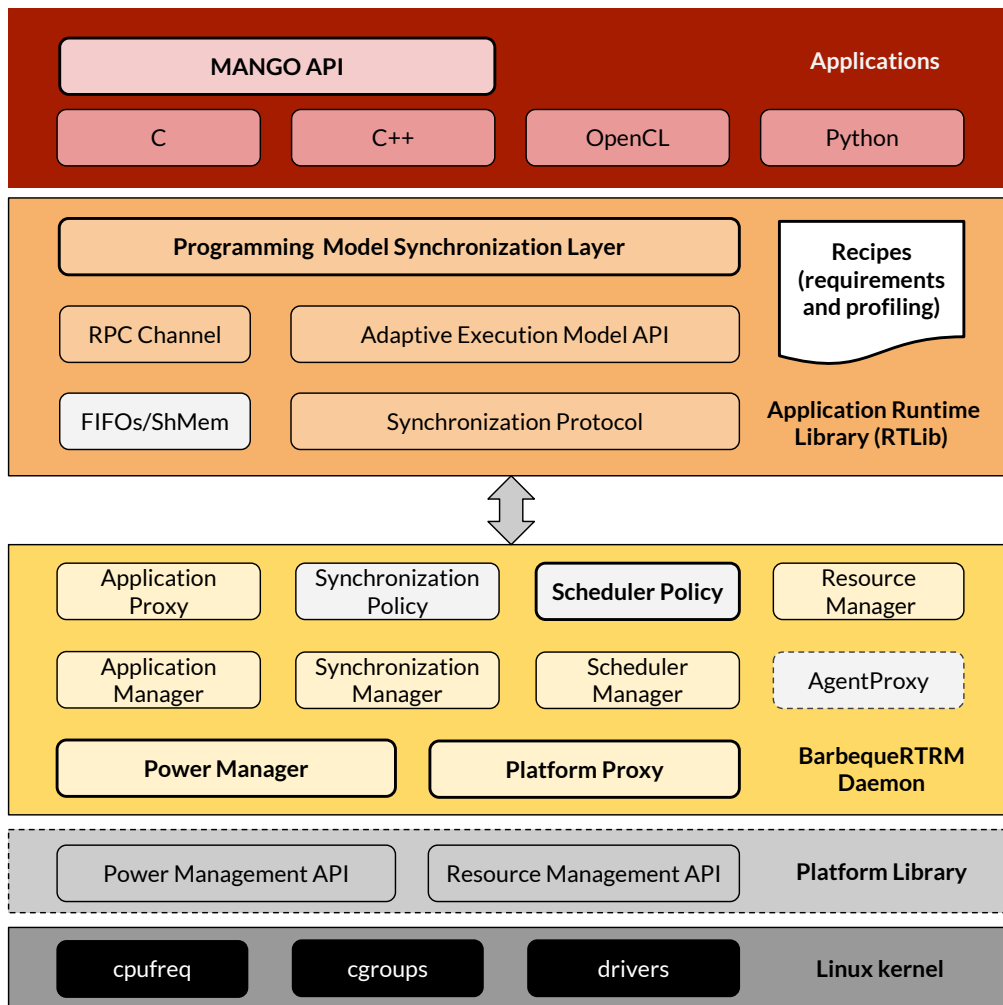 MANGO API
Applications
C
C++
OpenCL
Python
Programming Model Synchronization Layer
Recipes
(requirements
and profiling)
RPC Channel
Adaptive Execution Model API
FIFOs/ShMem
Synchronization Protocol
Application Runtime
Library (RTLib)
Application
Proxy
Synchronization
Policy
Scheduler Policy
Resource
Manager
Application
Manager
Synchronization
Manager
Scheduler
Manager
AgentProxy
Power Manager
Platform Proxy
BarbequeRTRM
Daemon
Power Management API
Resource Management API
Platform Library
cpufreq
cgroups
drivers
Linux kernel